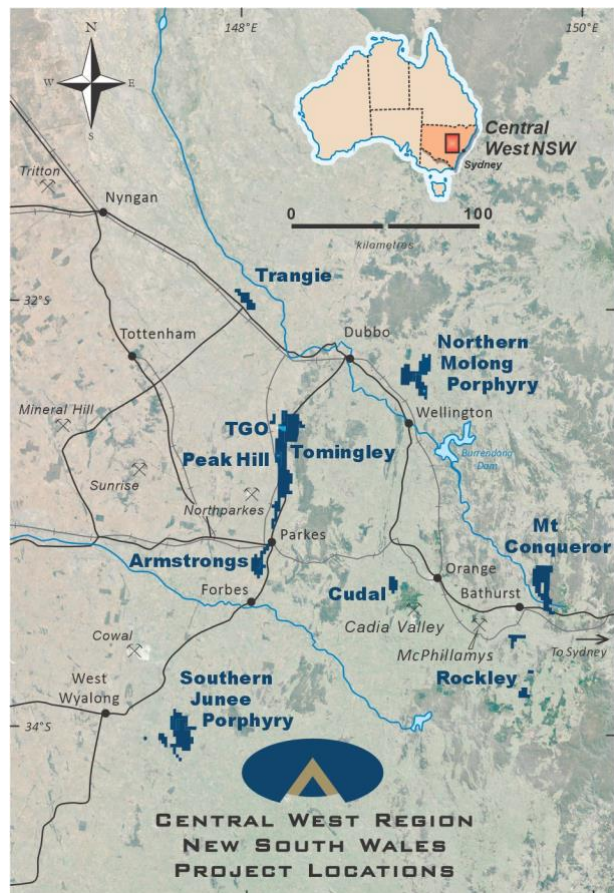 148°E
150°E
N
W
E
S
Central
West NSW
Sydney
0
100
kilometres
Tritton
Nyngan
Trangie
32°S
Tottenham
Dubbo
Northern
Molong
Porphyry
Mineral Hill
Wellington
TGO
Tomingley
Peak Hill
Burrendong
Dam
Sunrise
Northparkes
Mt
Conqueror
Parkes
Armstrongs
Orange
Forbes
Cudal
Bathurst
Cadia Valley
Cowal
McPhillamys
To Sydney
West
Wyalong
Southern
Junee
Porphyry
Rockley
34°S
CENTRAL WEST REGION
NEW SOUTH WALES
PROJECT LOCATIONS